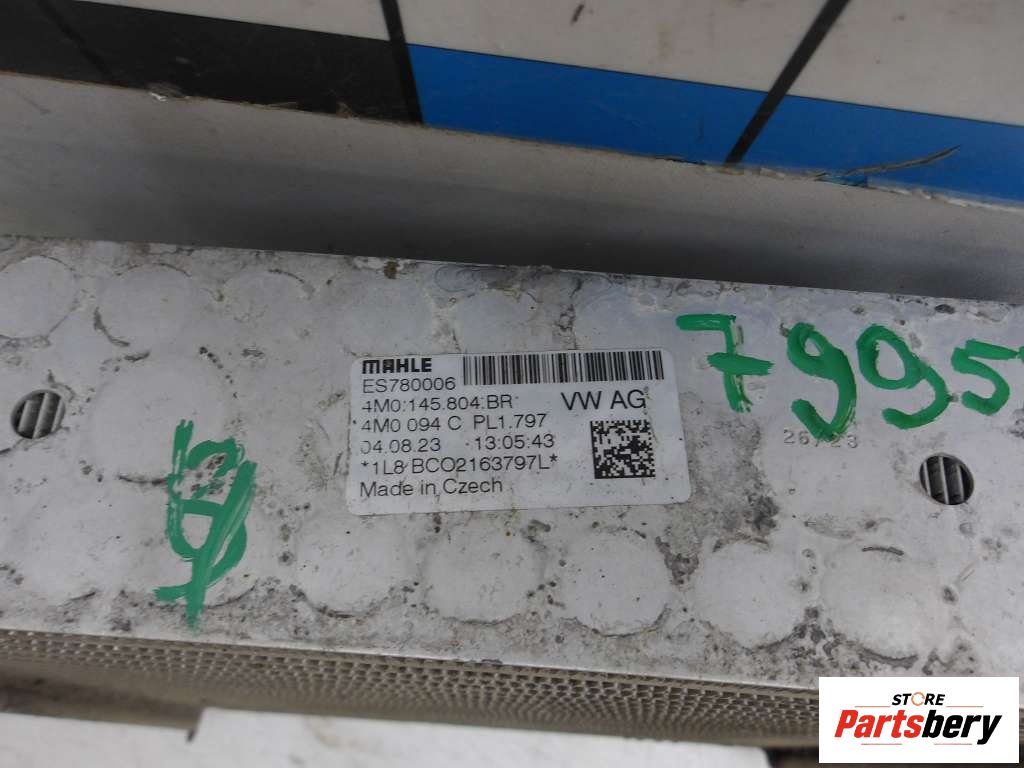 MAHLE
ES780006
4M0.145.804.BR VW AG
4M0 094 C PL1.797
04.08.23 13:05:43
*1L8 BCO2163797L*
Made in Czech
7995
26/23
STORE
Partsbery